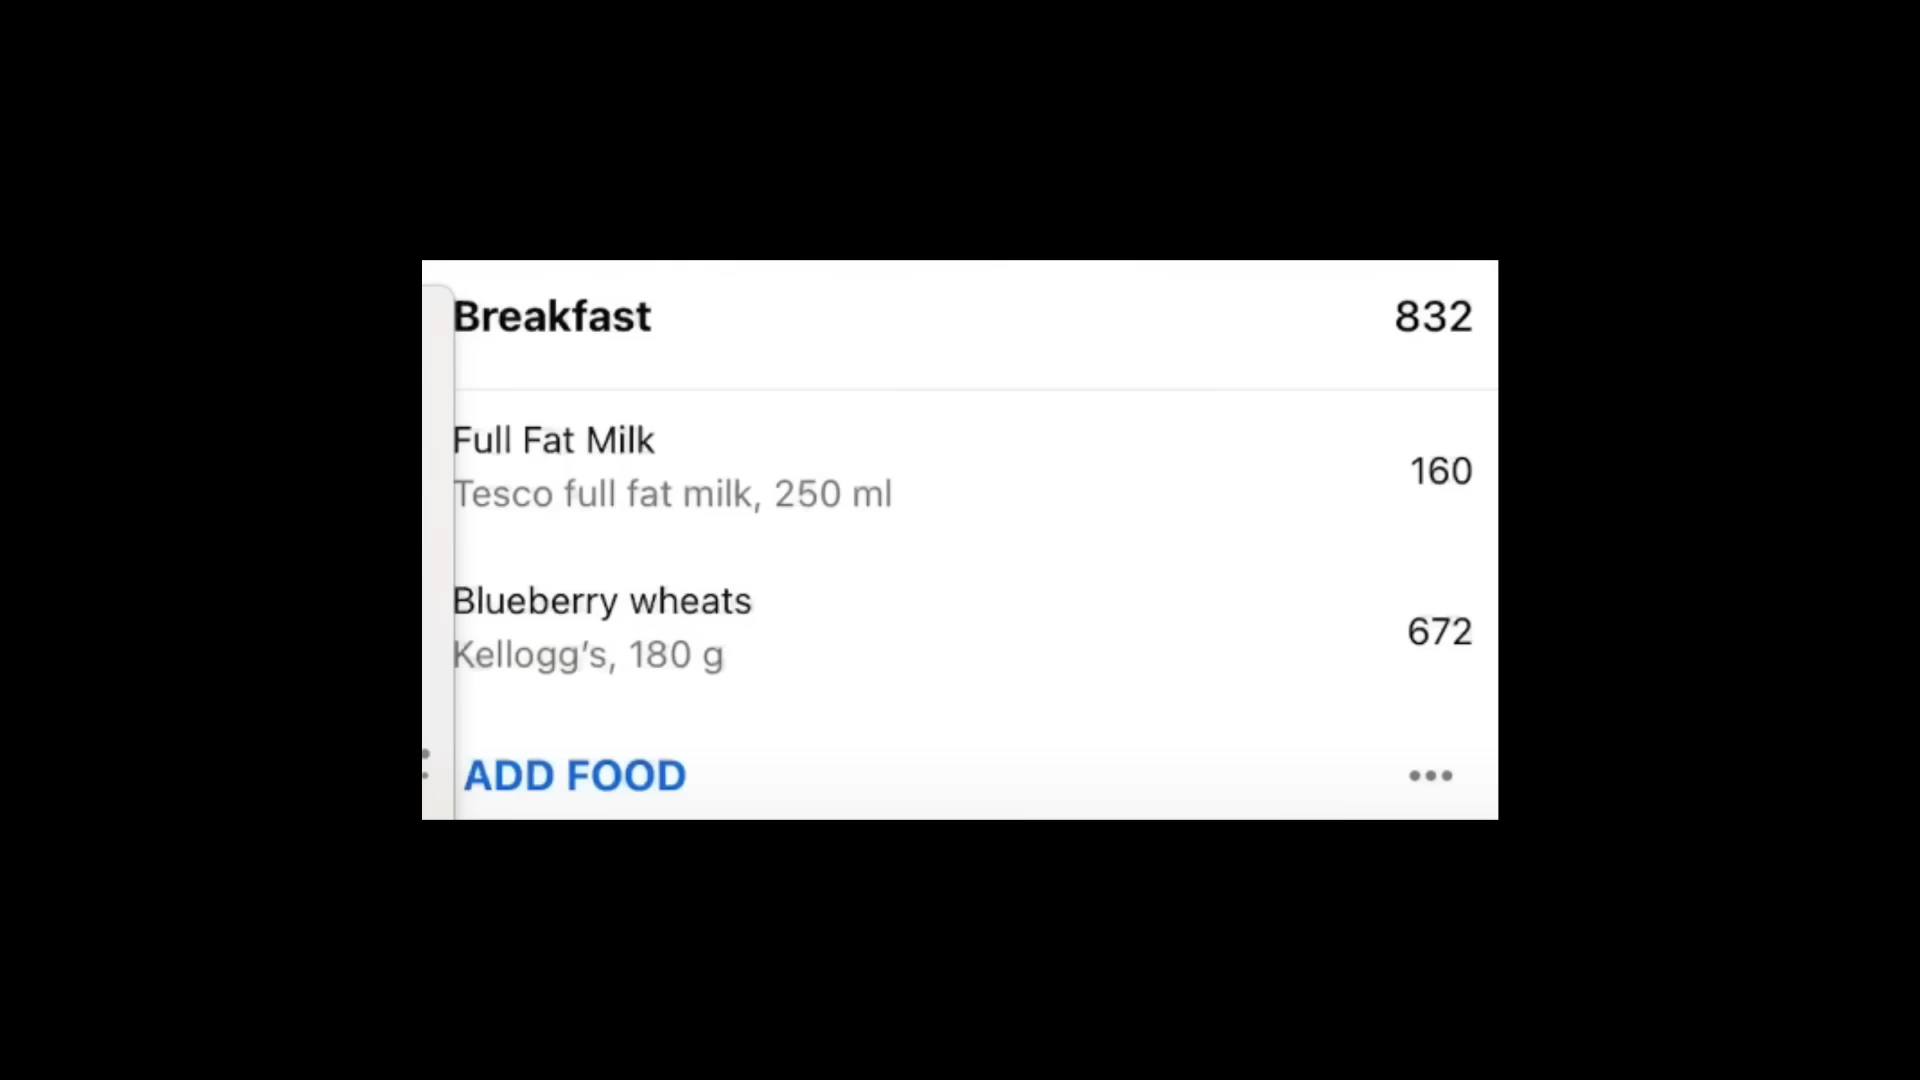 Breakfast 832
Full Fat Milk
Tesco full fat milk, 250 ml
160
Blueberry wheats
Kellogg’s, 180 g
672
ADD FOOD